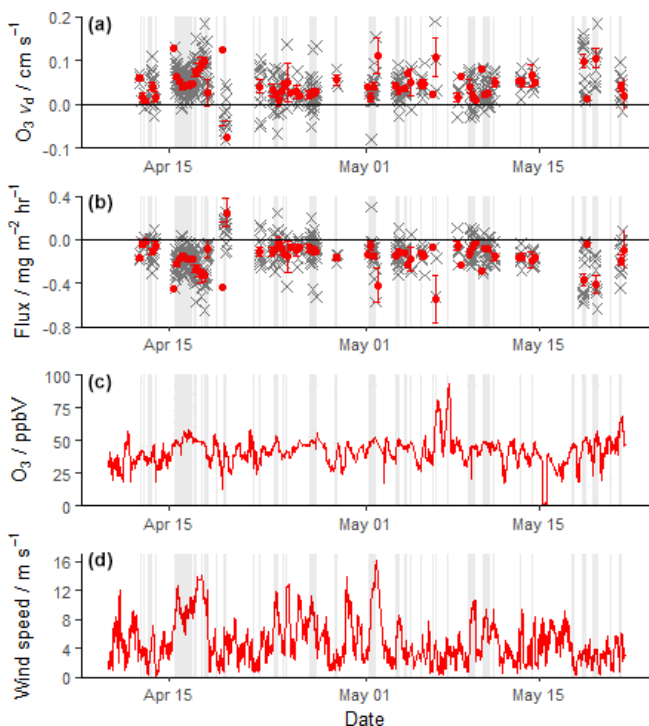 (a)
O₃ vd / cm s⁻¹
0.2
0.1
0.0
-0.1
Apr 15
May 01
May 15
(b)
Flux / mg m⁻² hr⁻¹
0.4
0.0
-0.4
-0.8
Apr 15
May 01
May 15
(c)
O₃ / ppbV
100
75
50
25
0
Apr 15
May 01
May 15
(d)
Wind speed / m s⁻¹
16
12
8
4
0
Apr 15
May 01
May 15
Date